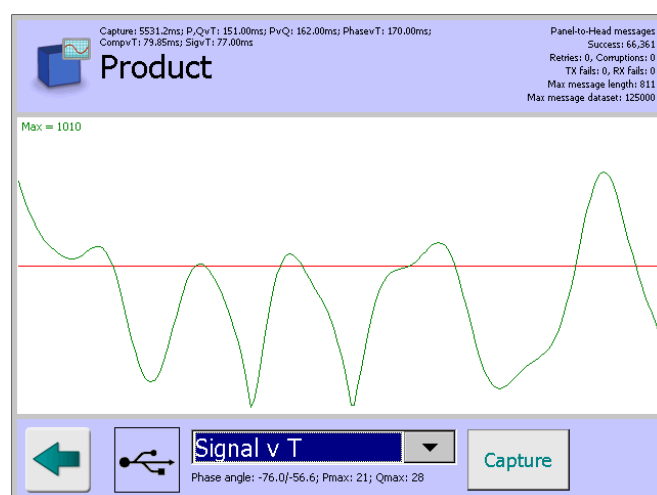 Capture: 5531.2ms; P,QvT: 151.00ms; PvQ: 162.00ms; PhasevT: 170.00ms;
CompvT: 79.85ms; SigvT: 77.00ms
Product
Panel-to-Head messages
Success: 66,361
Retries: 0, Corruptions: 0
TX fails: 0, RX fails: 0
Max message length: 811
Max message dataset: 125000
Max = 1010
Signal v T
Phase angle: -76.0/-56.6; Pmax: 21; Qmax: 28
Capture